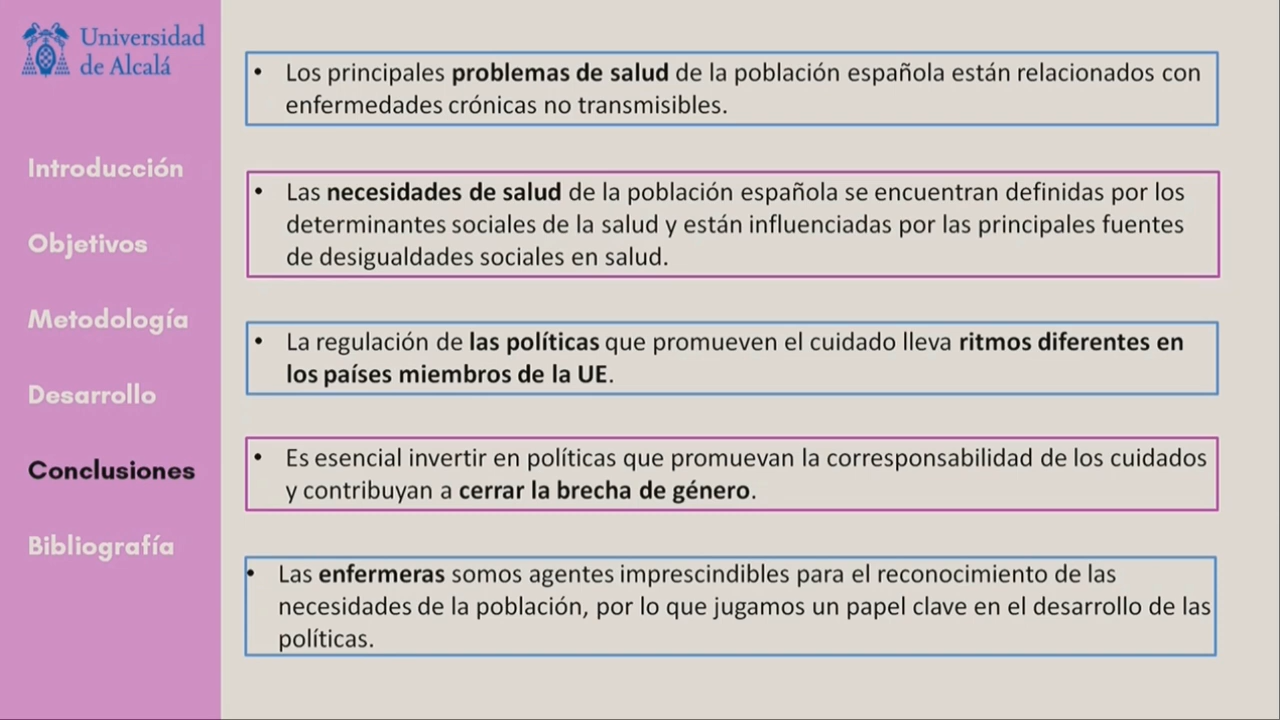 Universidad
de Alcalá
Introducción
Objetivos
Metodología
Desarrollo
Conclusiones
Bibliografía
• Los principales problemas de salud de la población española están relacionados con
enfermedades crónicas no transmisibles.
• Las necesidades de salud de la población española se encuentran definidas por los
determinantes sociales de la salud y están influenciadas por las principales fuentes
de desigualdades sociales en salud.
• La regulación de las políticas que promueven el cuidado lleva ritmos diferentes en
los países miembros de la UE.
• Es esencial invertir en políticas que promuevan la corresponsabilidad de los cuidados
y contribuyan a cerrar la brecha de género.
• Las enfermeras somos agentes imprescindibles para el reconocimiento de las
necesidades de la población, por lo que jugamos un papel clave en el desarrollo de las
políticas.